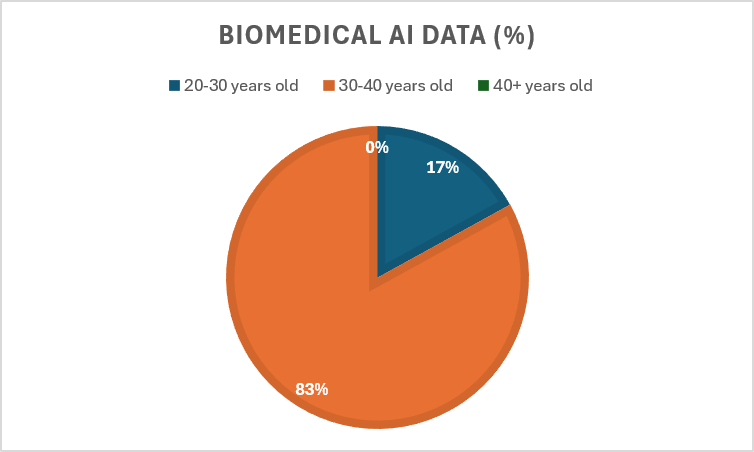 BIOMEDICAL AI DATA (%)
20-30 years old 30-40 years old 40+ years old
0%
17%
83%